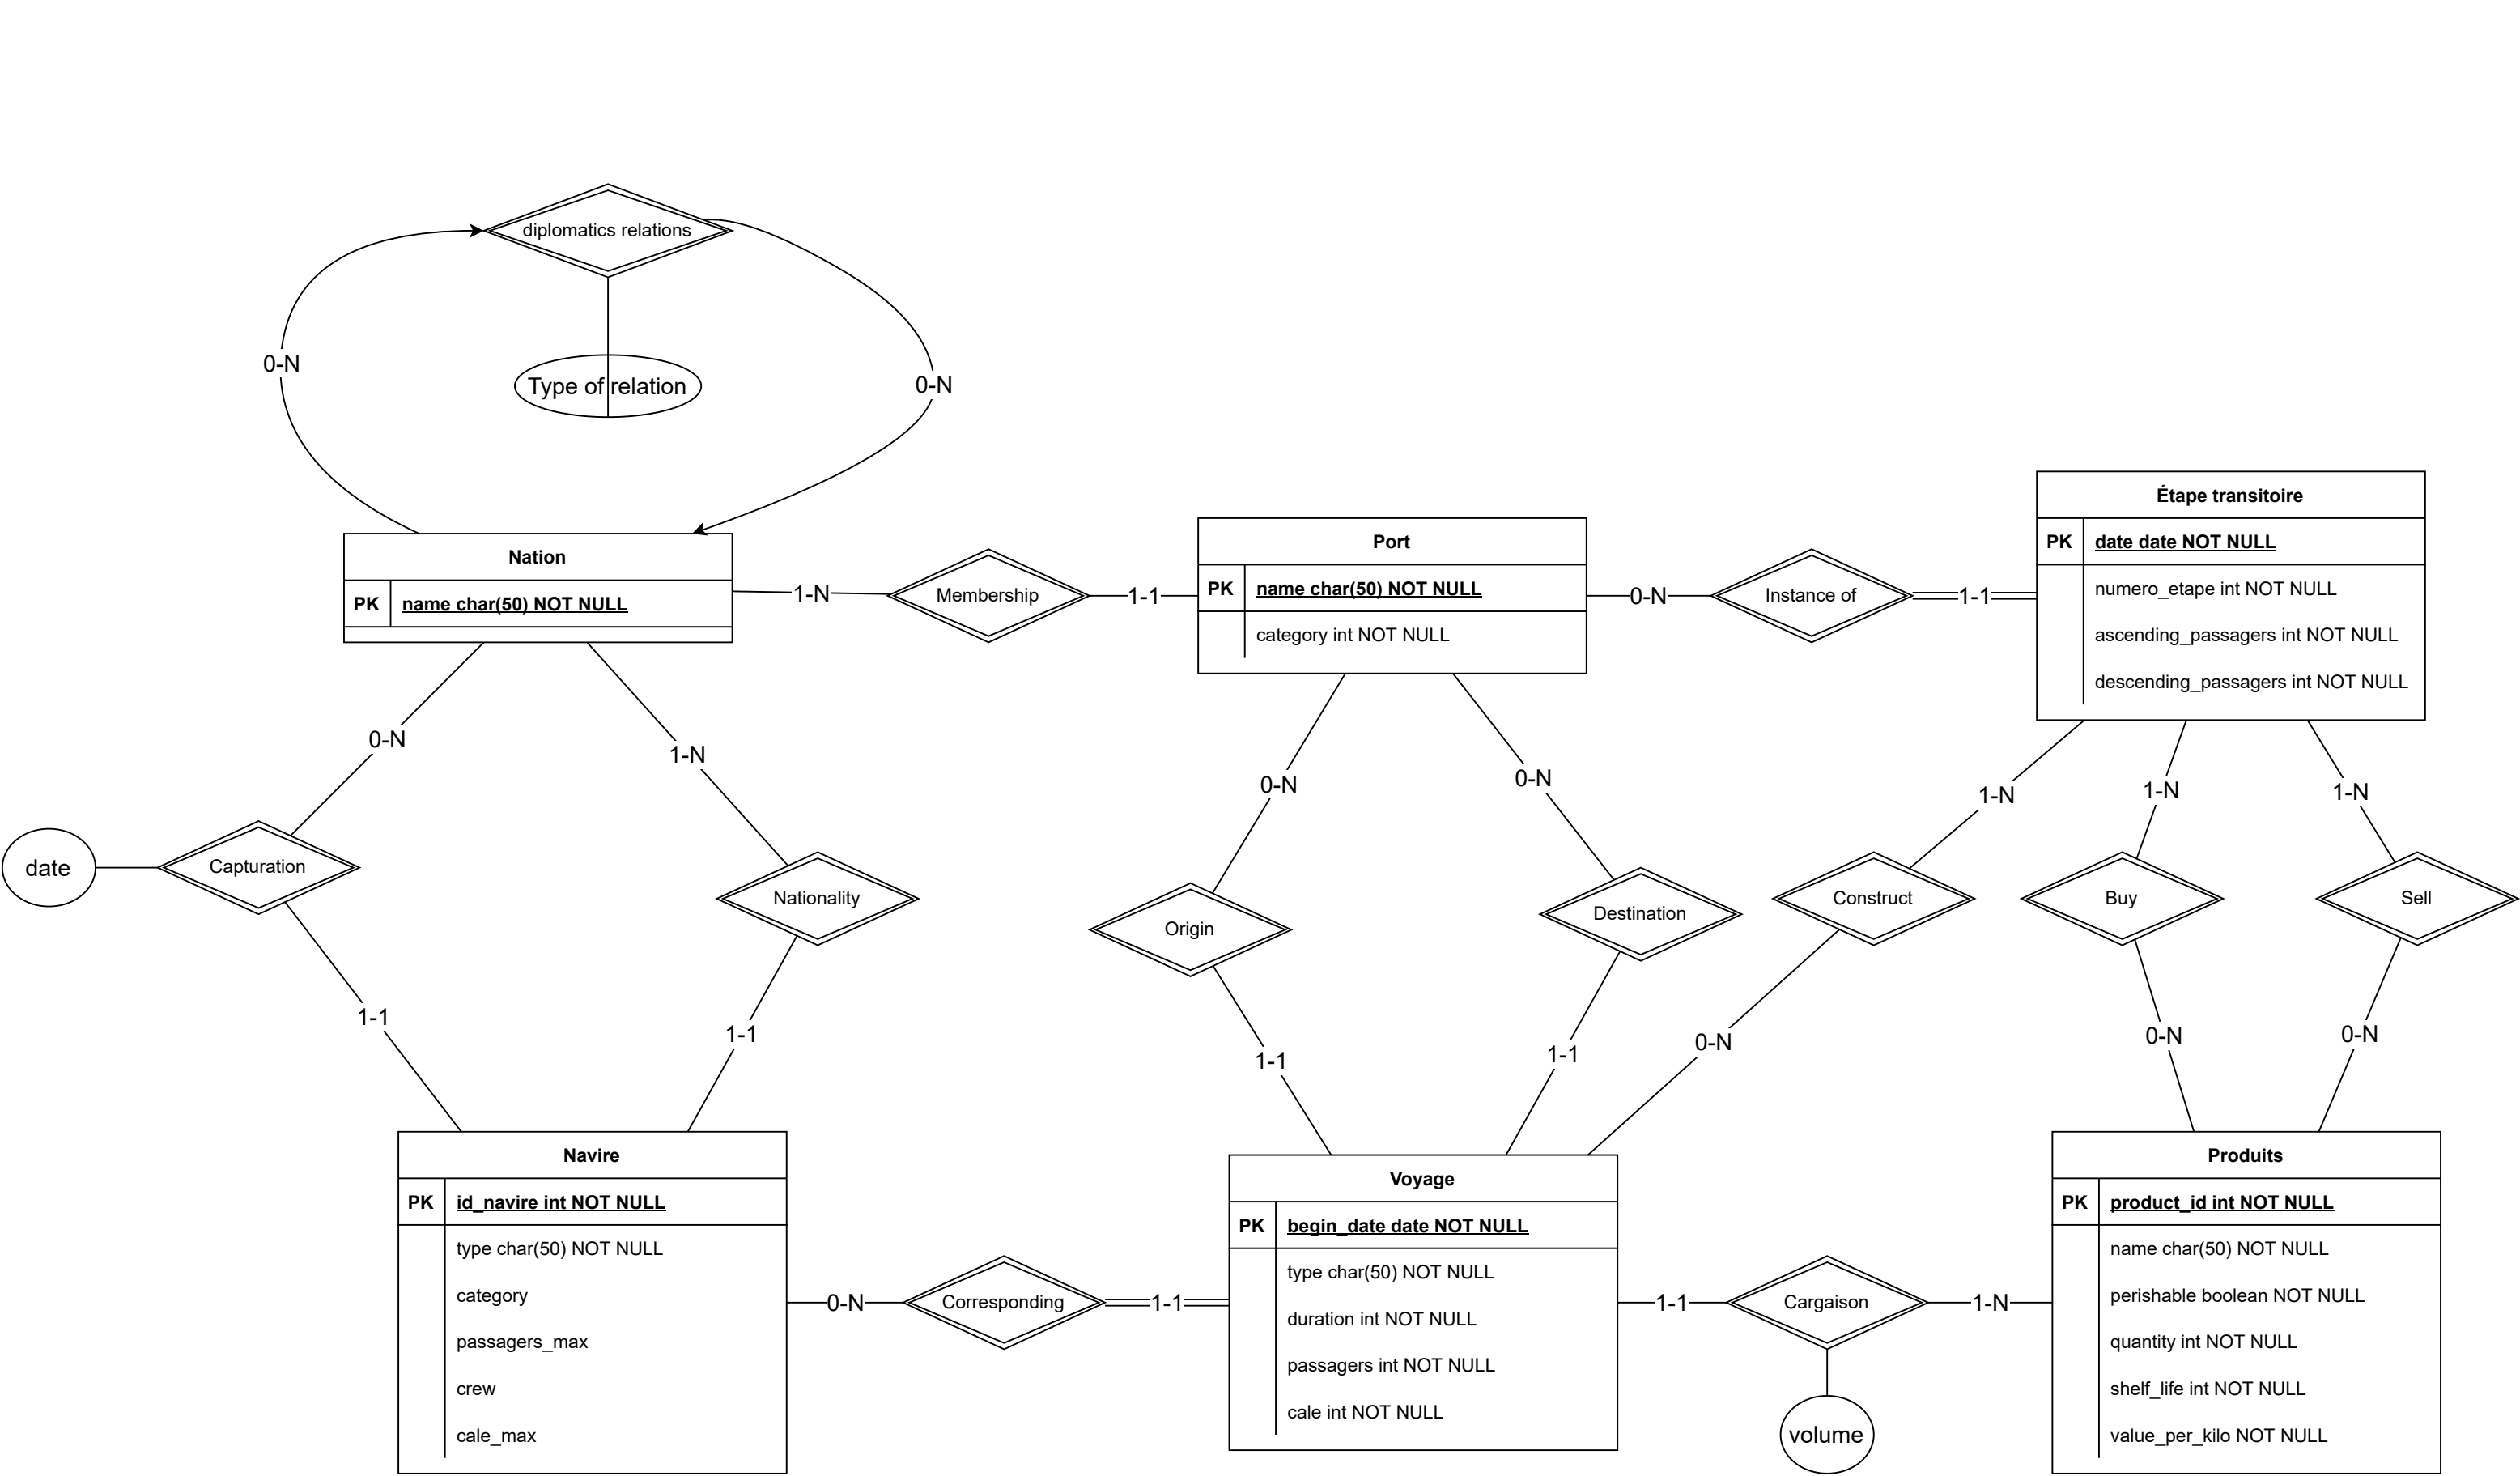 diplomatics relations
Type of relation
0-N
0-N
Nation
PK
name char(50) NOT NULL
1-N
Membership
1-1
Port
PK
name char(50) NOT NULL
category int NOT NULL
0-N
Instance of
1-1
Étape transitoire
PK
date date NOT NULL
numero_etape int NOT NULL
ascending_passagers int NOT NULL
descending_passagers int NOT NULL
0-N
1-N
0-N
0-N
1-N
1-N
1-N
date
Capturation
Nationality
Origin
Destination
Construct
Buy
Sell
1-1
1-1
1-1
1-1
0-N
0-N
0-N
Navire
PK
id_navire int NOT NULL
type char(50) NOT NULL
category
passagers_max
crew
cale_max
0-N
Corresponding
1-1
Voyage
PK
begin_date date NOT NULL
type char(50) NOT NULL
duration int NOT NULL
passagers int NOT NULL
cale int NOT NULL
1-1
Cargaison
1-N
volume
Produits
PK
product_id int NOT NULL
name char(50) NOT NULL
perishable boolean NOT NULL
quantity int NOT NULL
shelf_life int NOT NULL
value_per_kilo NOT NULL